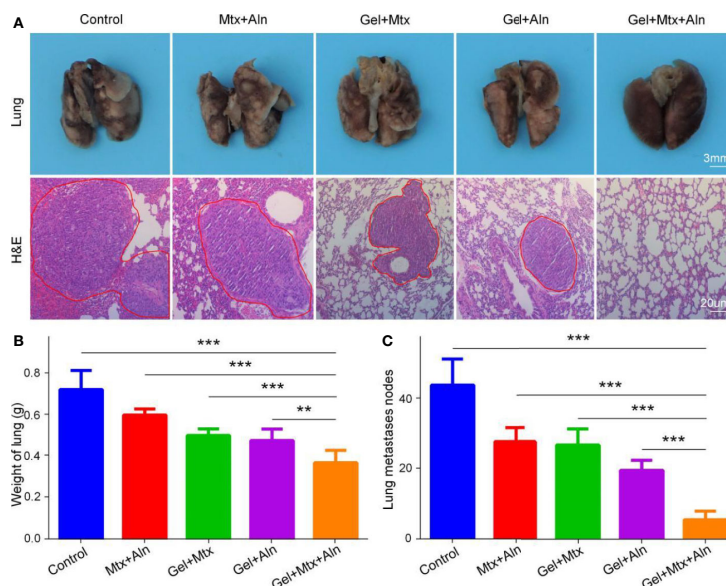 A
Control
Mtx+Aln
Gel+Mtx
Gel+Aln
Gel+Mtx+Aln
Lung
3mm
H&E
20um
B
C
***
***
***
**
Weight of lung (g)
0.8
0.6
0.4
0.2
0.0
Control
Mtx+Aln
Gel+Mtx
Gel+Aln
Gel+Mtx+Aln
***
***
***
***
Lung metastases nodes
40
20
0
Control
Mtx+Aln
Gel+Mtx
Gel+Aln
Gel+Mtx+Aln